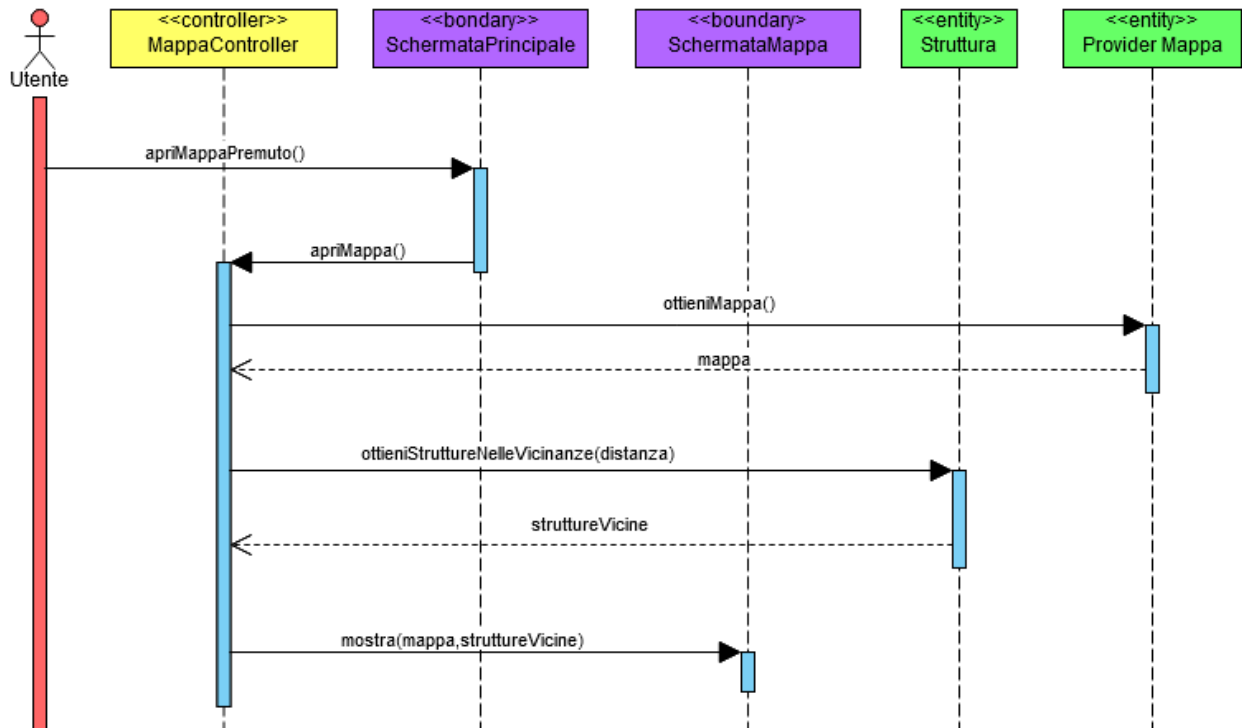 <<controller>>
MappaController
<<bondary>>
SchermataPrincipale
<<boundary>>
SchermataMappa
<<entity>>
Struttura
<<entity>>
Provider Mappa
Utente
apriMappaPremuto()
apriMappa()
ottieniMappa()
mappa
ottieniStruttureNelleVicinanze(distanza)
struttureVicine
mostra(mappa,struttureVicine)